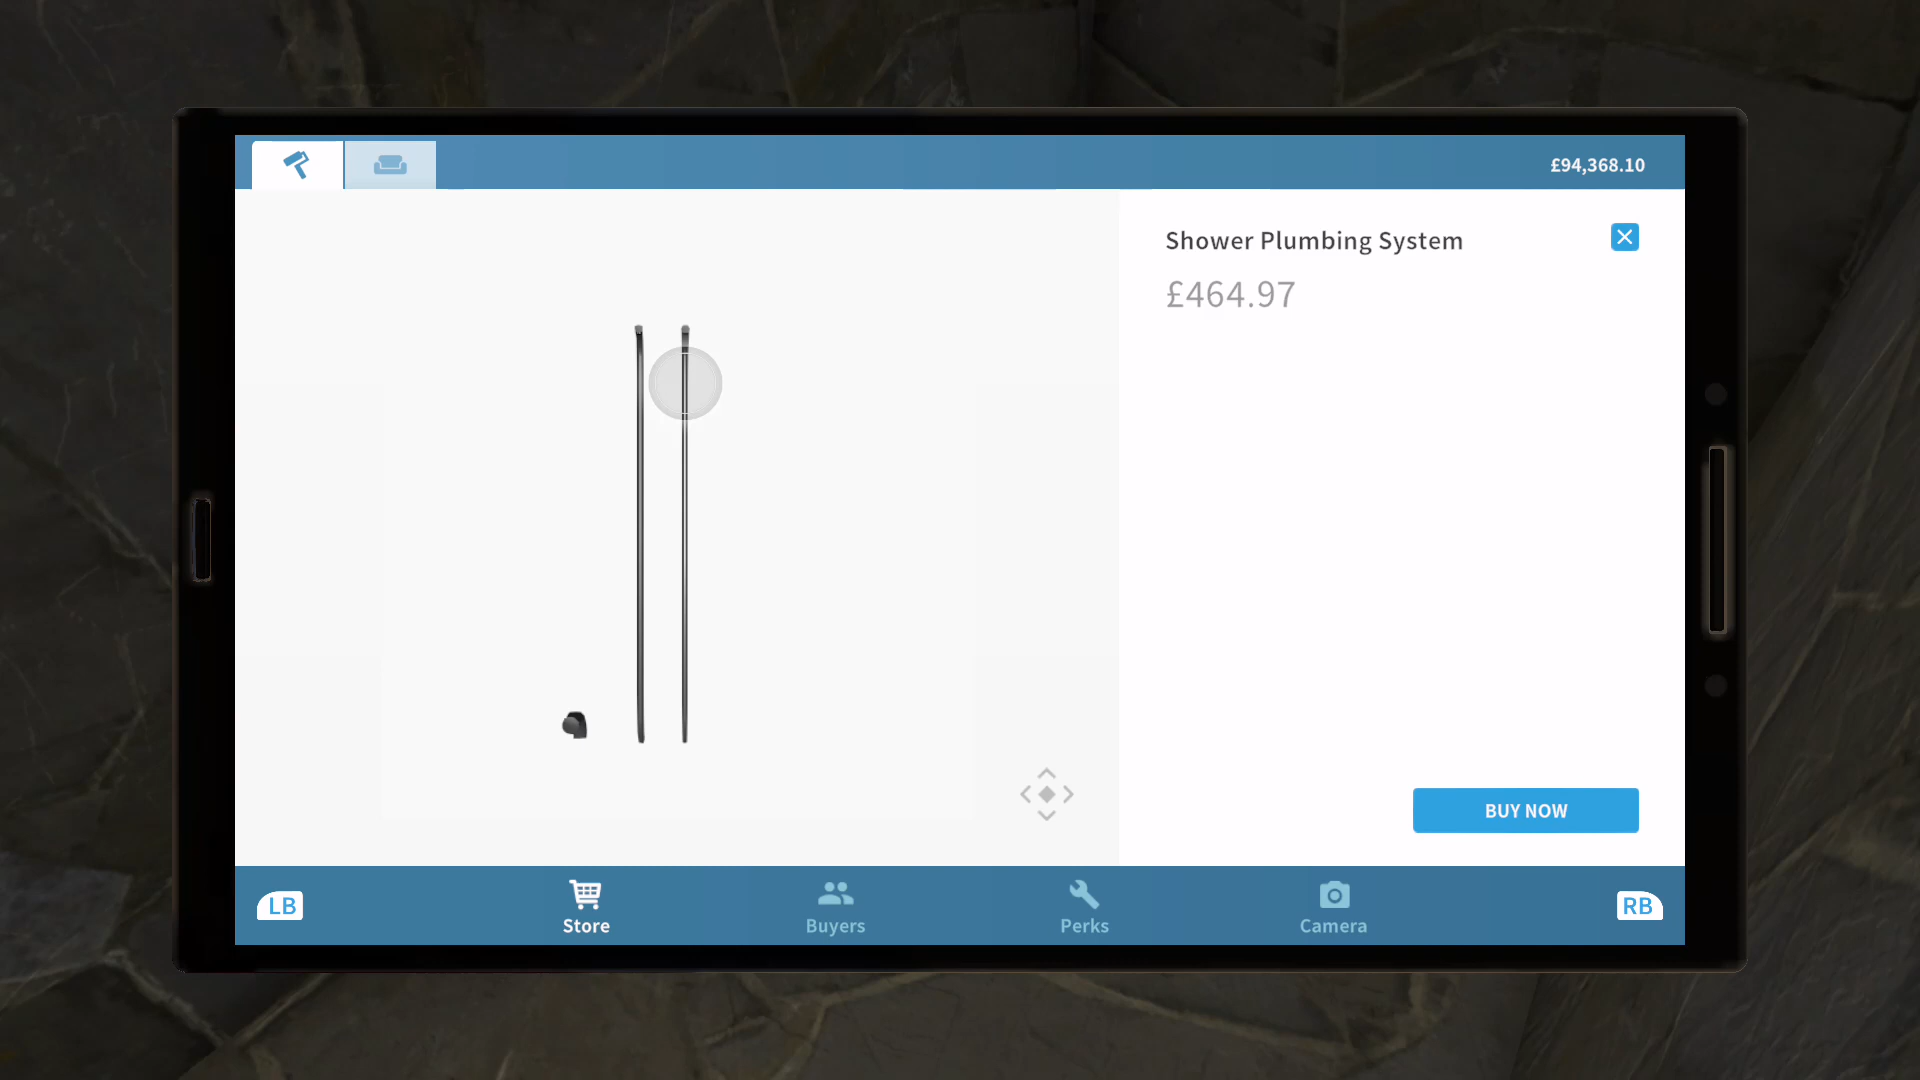 £94,368.10
Shower Plumbing System
£464.97
BUY NOW
LB
Store
Buyers
Perks
Camera
RB